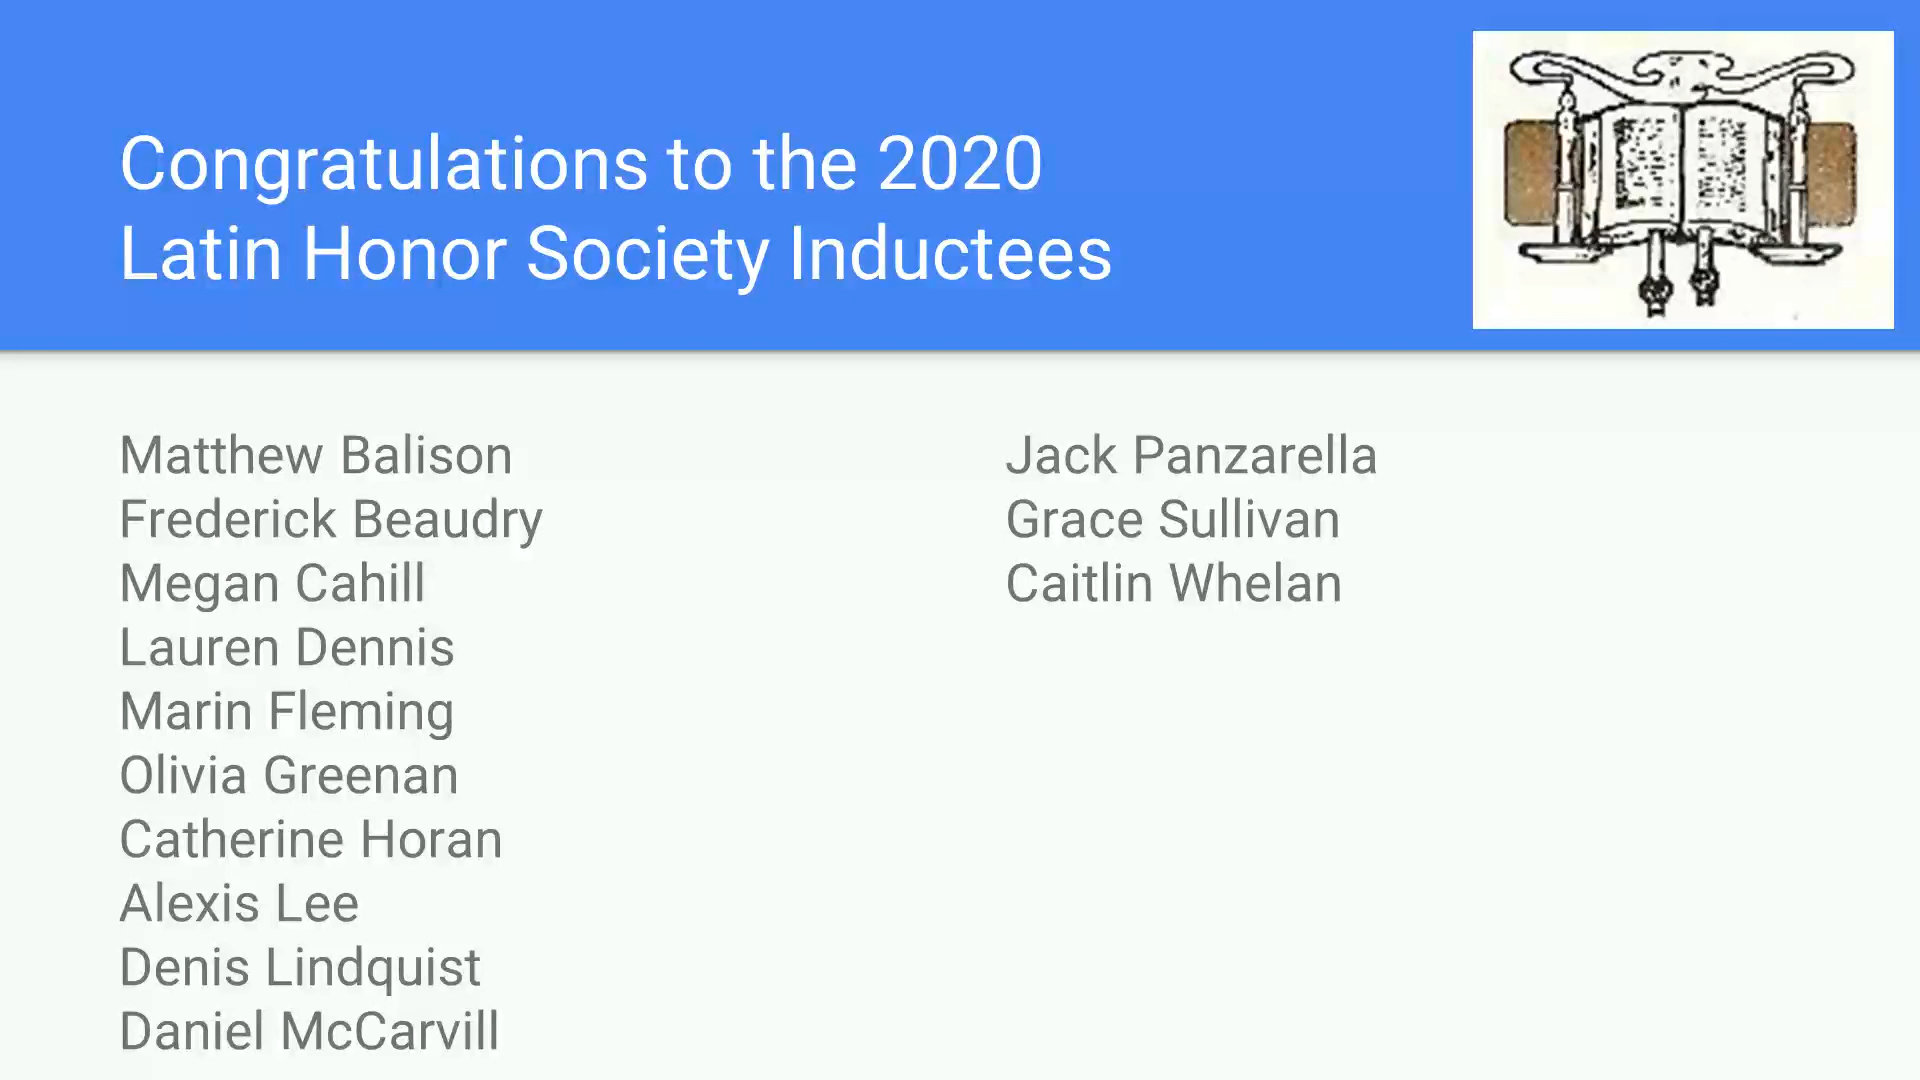 Congratulations to the 2020
Latin Honor Society Inductees
Matthew Balison
Frederick Beaudry
Megan Cahill
Lauren Dennis
Marin Fleming
Olivia Greenan
Catherine Horan
Alexis Lee
Denis Lindquist
Daniel McCarvill
Jack Panzarella
Grace Sullivan
Caitlin Whelan